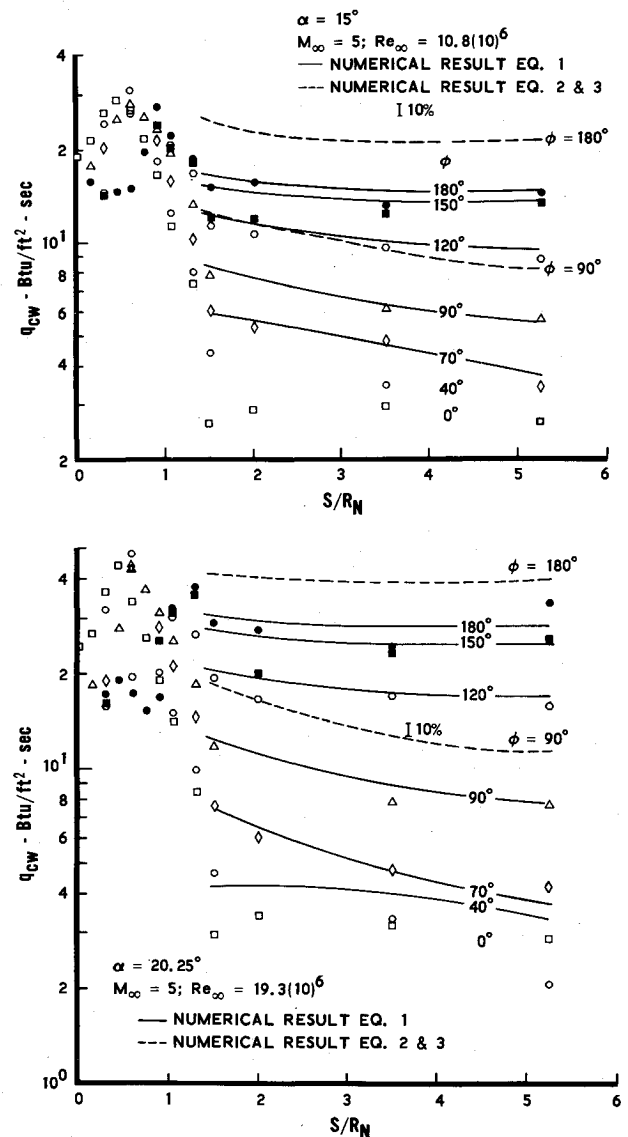 α = 15°
M∞ = 5; Re∞ = 10.8(10)⁶
— NUMERICAL RESULT EQ. 1
--- NUMERICAL RESULT EQ. 2 & 3
I 10%
4
2
10¹
8
6
4
2
q_cw - Btu/ft² - sec
ϕ = 180°
ϕ
180°
150°
120°
ϕ = 90°
90°
70°
40°
0°
0 1 2 3 4 5 6
S/R_N
4
2
10¹
8
6
4
2
10⁰
q_cw - Btu/ft² - sec
ϕ = 180°
180°
150°
120°
I 10%
ϕ = 90°
90°
70°
40°
0°
α = 20.25°
M∞ = 5; Re∞ = 19.3(10)⁶
— NUMERICAL RESULT EQ. 1
--- NUMERICAL RESULT EQ. 2 & 3
0 1 2 3 4 5 6
S/R_N